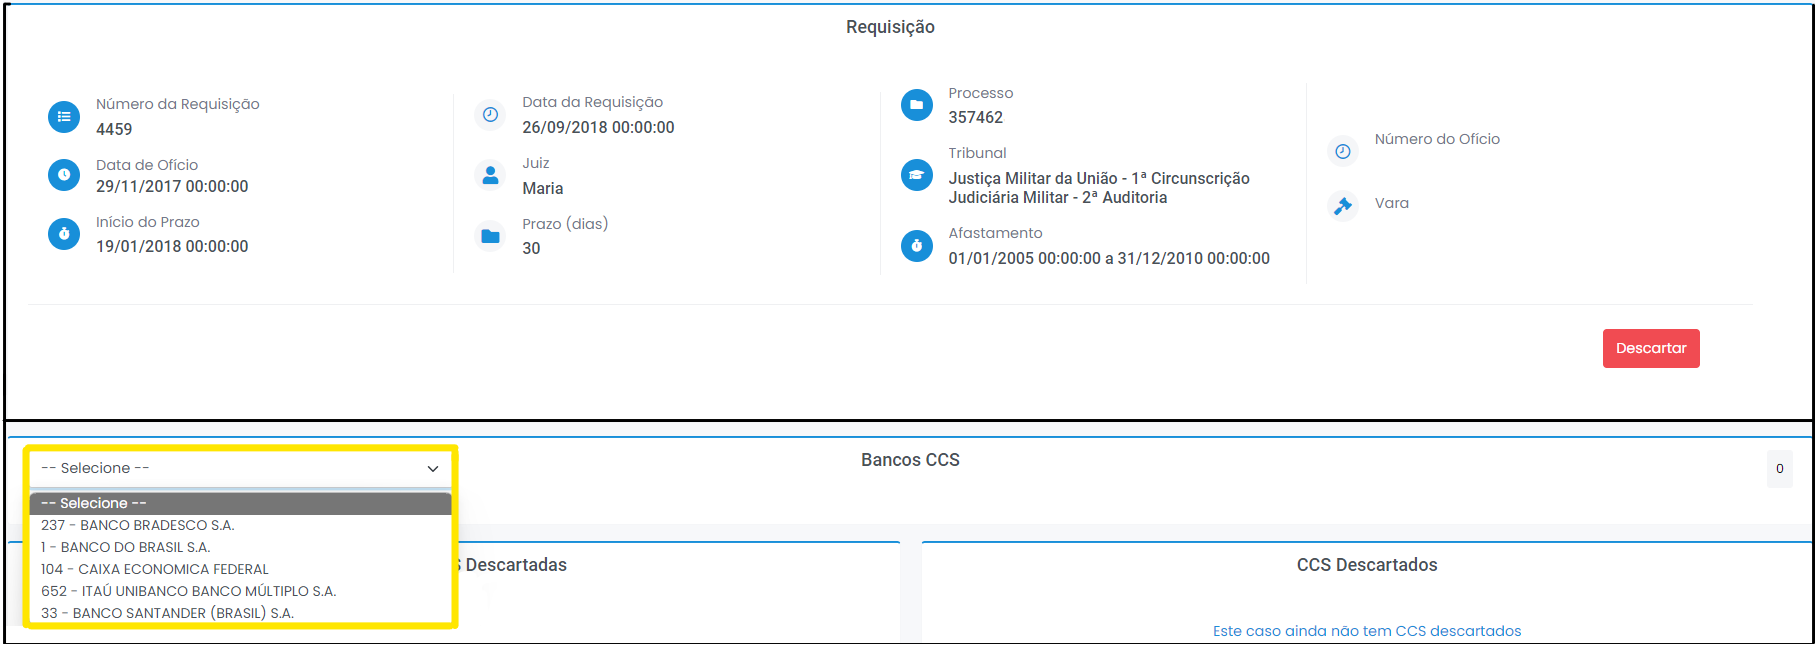 Requisição
Número da Requisição
4459
Data de Ofício
29/11/2017 00:00:00
Início do Prazo
19/01/2018 00:00:00
Data da Requisição
26/09/2018 00:00:00
Juiz
Maria
Prazo (dias)
30
Processo
357462
Tribunal
Justiça Militar da União - 1ª Circunscrição
Judiciária Militar - 2ª Auditoria
Afastamento
01/01/2005 00:00:00 a 31/12/2010 00:00:00
Número do Ofício
Vara
Descartar
-- Selecione --
Bancos CCS
0
-- Selecione --
237 - BANCO BRADESCO S.A.
1 - BANCO DO BRASIL S.A.
104 - CAIXA ECONOMICA FEDERAL
652 - ITAÚ UNIBANCO BANCO MÚLTIPLO S.A.
33 - BANCO SANTANDER (BRASIL) S.A.
Descartadas
CCS Descartados
Este caso ainda não tem CCS descartados